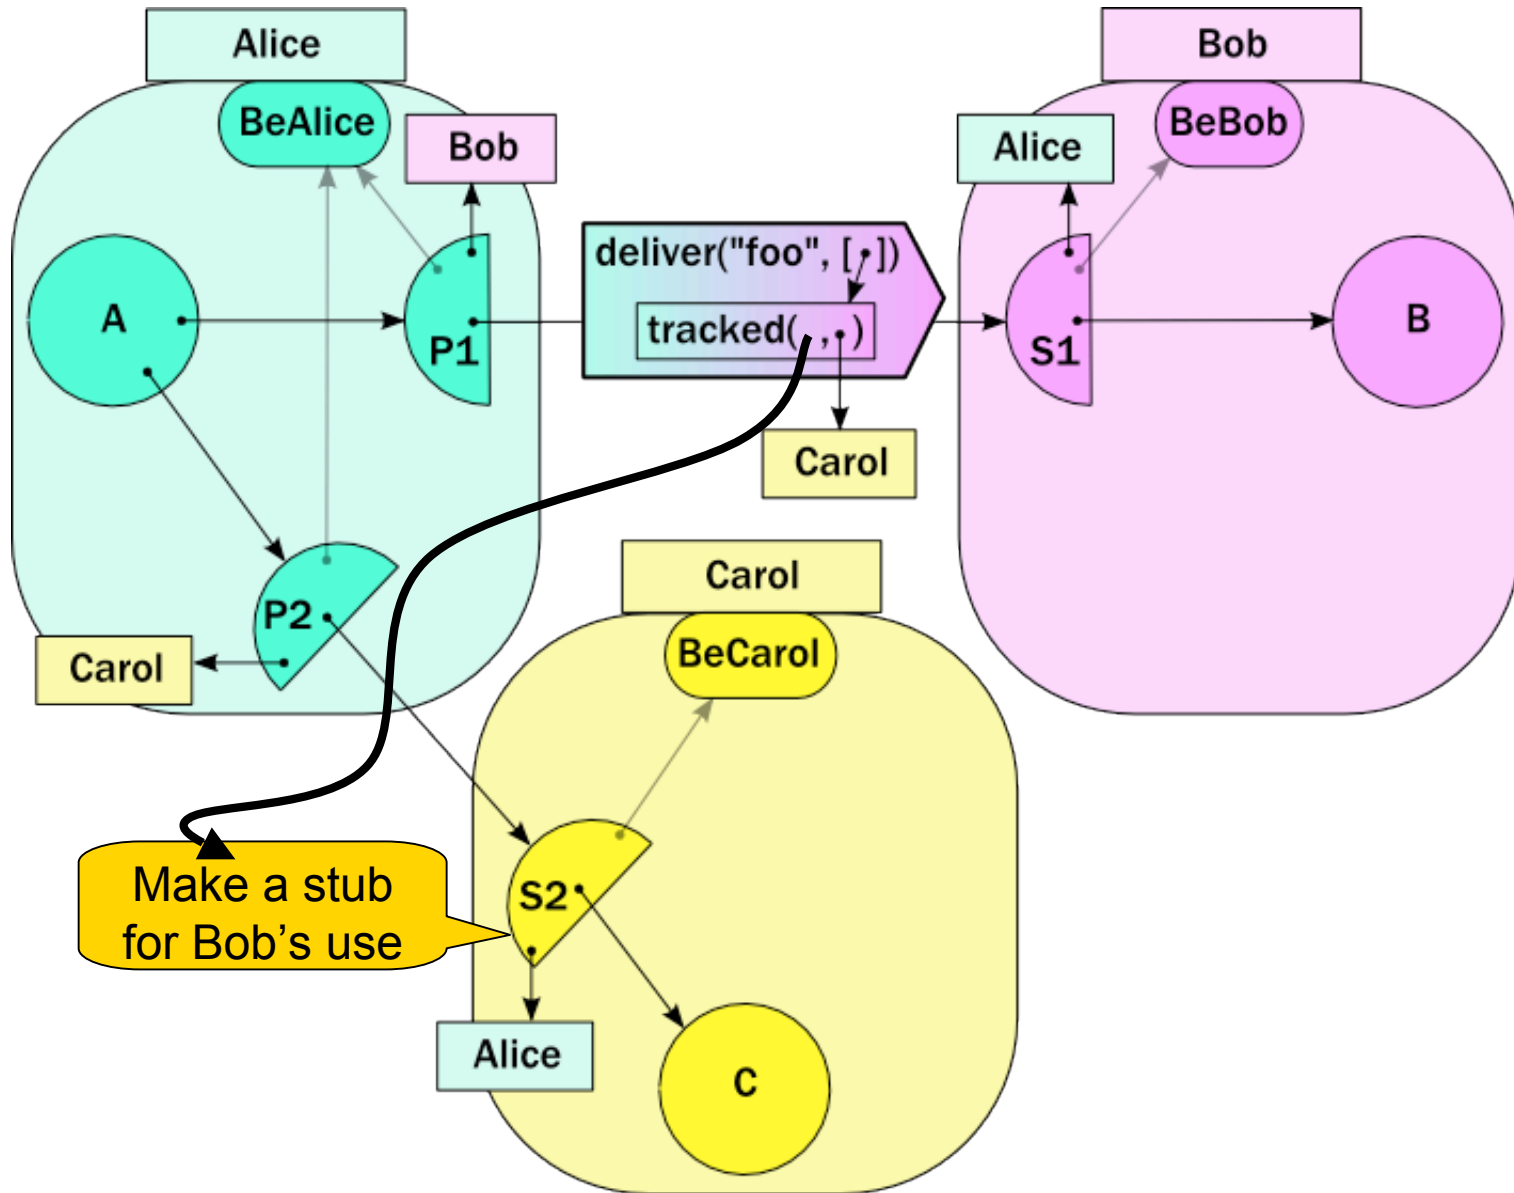 Alice
Bob
BeAlice
Bob
Alice
BeBob
deliver("foo", [ ])
A
tracked( , )
B
P1
S1
Carol
Carol
P2
BeCarol
Carol
Make a stub
for Bob’s use
S2
Alice
C